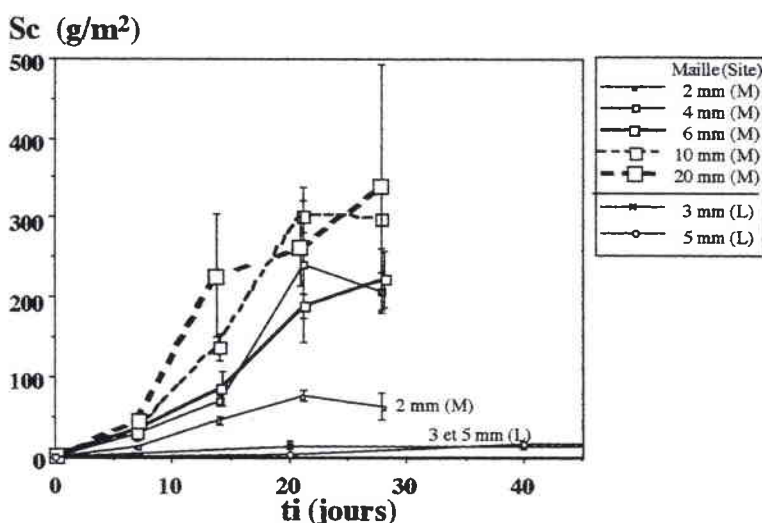 Sc (g/m²)
500
400
300
200
100
0
0
10
20
30
40
ti (jours)
2 mm (M)
3 et 5 mm (L)
Maille (Site)
2 mm (M)
4 mm (M)
6 mm (M)
10 mm (M)
20 mm (M)
3 mm (L)
5 mm (L)